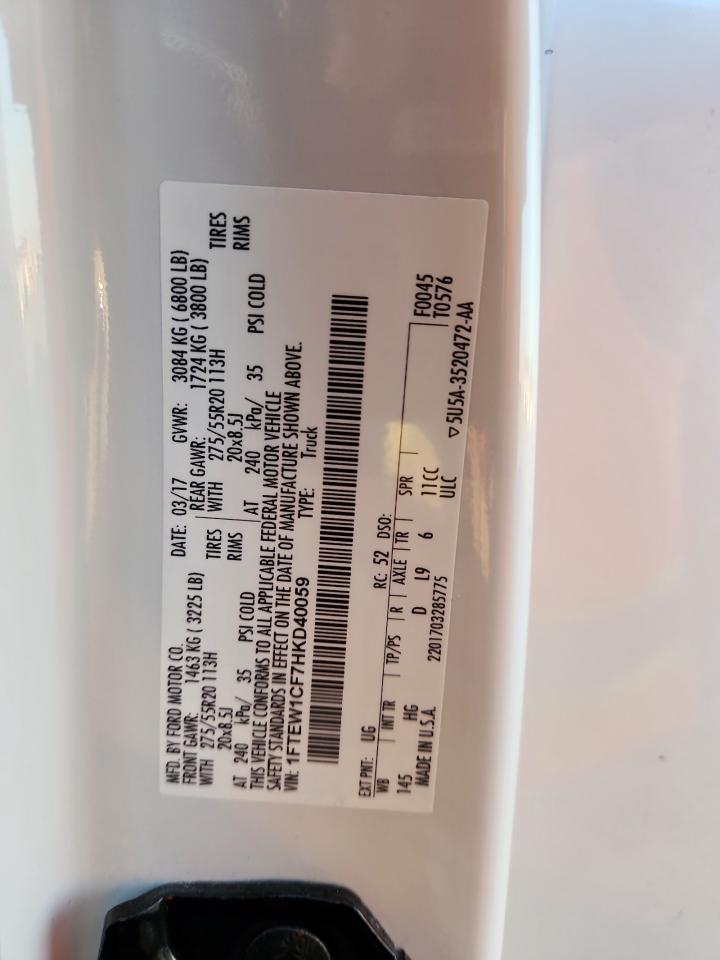 MFD. BY FORD MOTOR CO.
DATE: 03/17 GVWR: 3084 KG ( 6800 LB)
FRONT GAWR: 1463 KG ( 3225 LB)
REAR GAWR: 1724 KG ( 3800 LB)
WITH 275/55R20 113H TIRES
WITH 275/55R20 113H TIRES
20x8.5J RIMS
20x8.5J RIMS
AT 240 kPa/ 35 PSI COLD
AT 240 kPa/ 35 PSI COLD
THIS VEHICLE CONFORMS TO ALL APPLICABLE FEDERAL MOTOR VEHICLE
SAFETY STANDARDS IN EFFECT ON THE DATE OF MANUFACTURE SHOWN ABOVE.
VIN: 1FTEW1CF7HKD40059 TYPE: Truck
EXT PNT: UG RC: 52 DSO:
WB INT TR TP/PS R AXLE TR SPR
F0045
145 HG D L9 6 11CC T0576
MADE IN U.S.A. 2201703285775 ULC ▽5U5A-3520472-AA